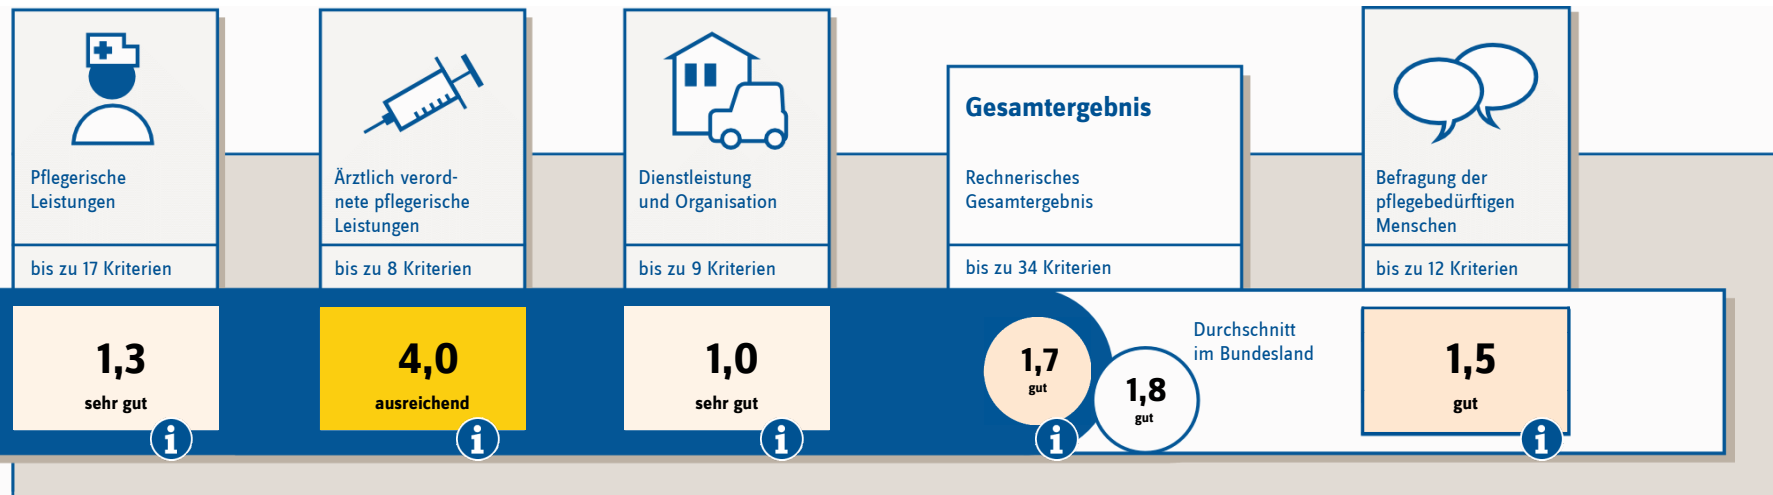 Pflegerische
Leistungen
bis zu 17 Kriterien
1,3
sehr gut
i
Ärztlich verord-
nete pflegerische
Leistungen
bis zu 8 Kriterien
4,0
ausreichend
i
Dienstleistung
und Organisation
bis zu 9 Kriterien
1,0
sehr gut
i
Gesamtergebnis
Rechnerisches
Gesamtergebnis
bis zu 34 Kriterien
1,7
gut
i
1,8
gut
Durchschnitt
im Bundesland
Befragung der
pflegebedürftigen
Menschen
bis zu 12 Kriterien
1,5
gut
i